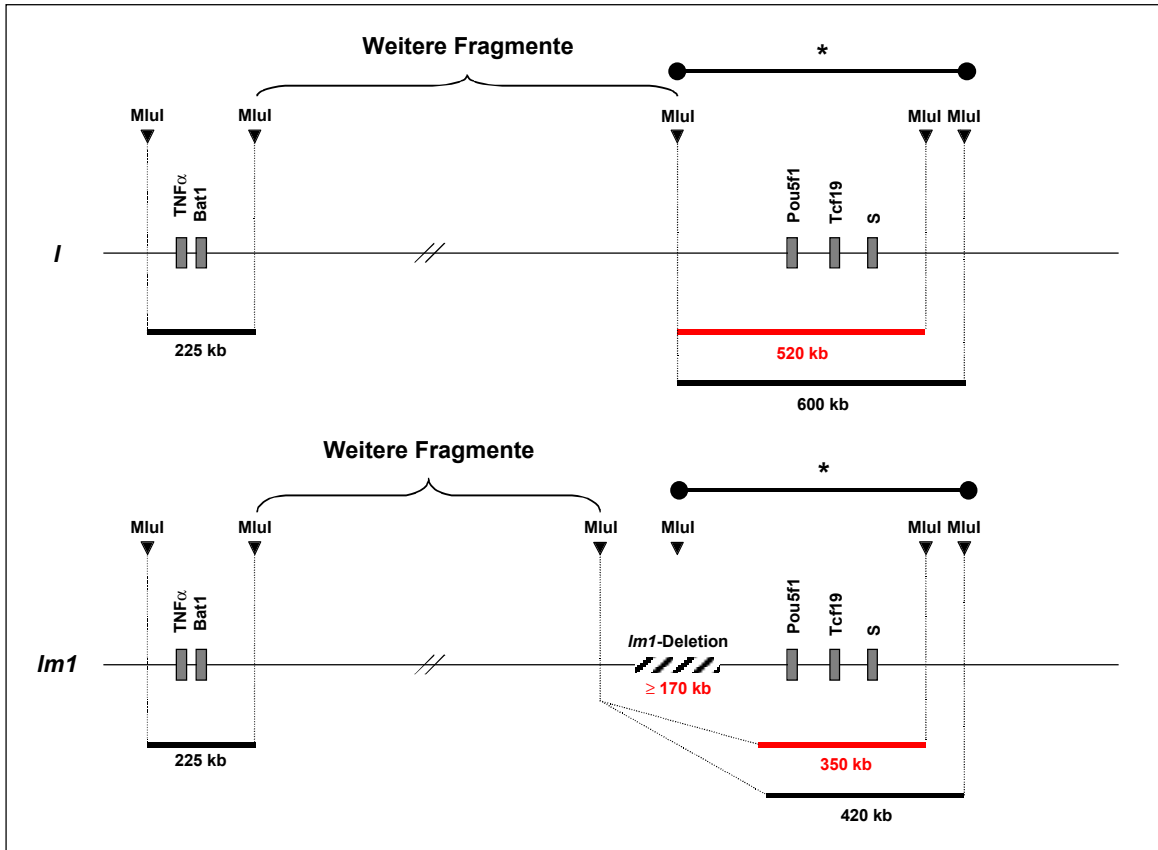 Weitere Fragmente
*
MluI MluI MluI MluI MluI
TNFα
Bat1
Pou5f1
Tcf19
S
l
225 kb
520 kb
600 kb
Weitere Fragmente
*
MluI MluI MluI MluI MluI MluI
TNFα
Bat1
Pou5f1
Tcf19
S
lm1-Deletion
lm1
≥ 170 kb
225 kb
350 kb
420 kb